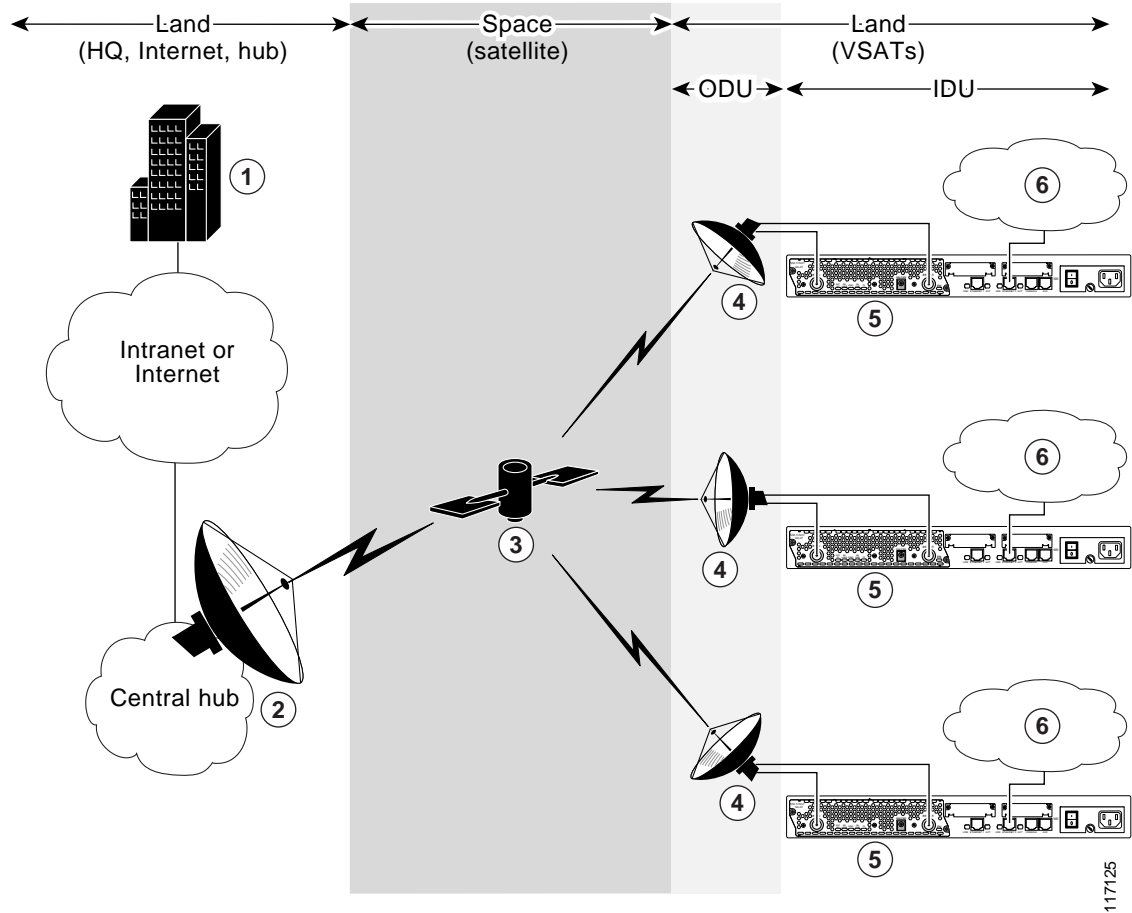 Land
(HQ, Internet, hub)
Space
(satellite)
Land
(VSATs)
ODU
IDU
1
6
4
5
Intranet or
Internet
6
3
4
5
Central hub
2
6
4
5
117125